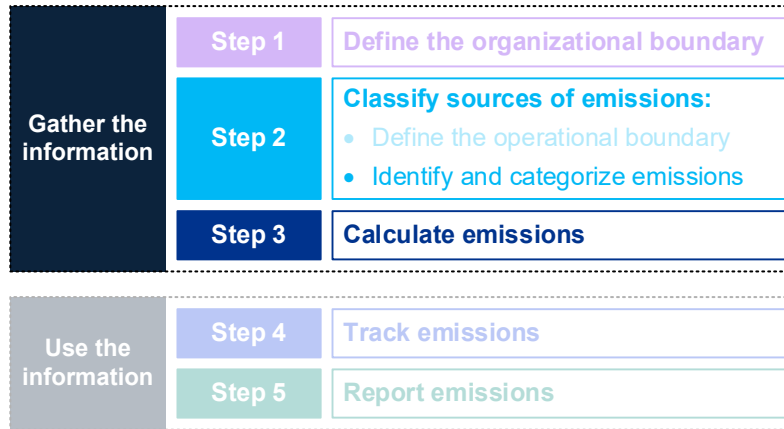 Gather the
information
Step 1
Define the organizational boundary
Step 2
Classify sources of emissions:
• Define the operational boundary
• Identify and categorize emissions
Step 3
Calculate emissions
Use the
information
Step 4
Track emissions
Step 5
Report emissions